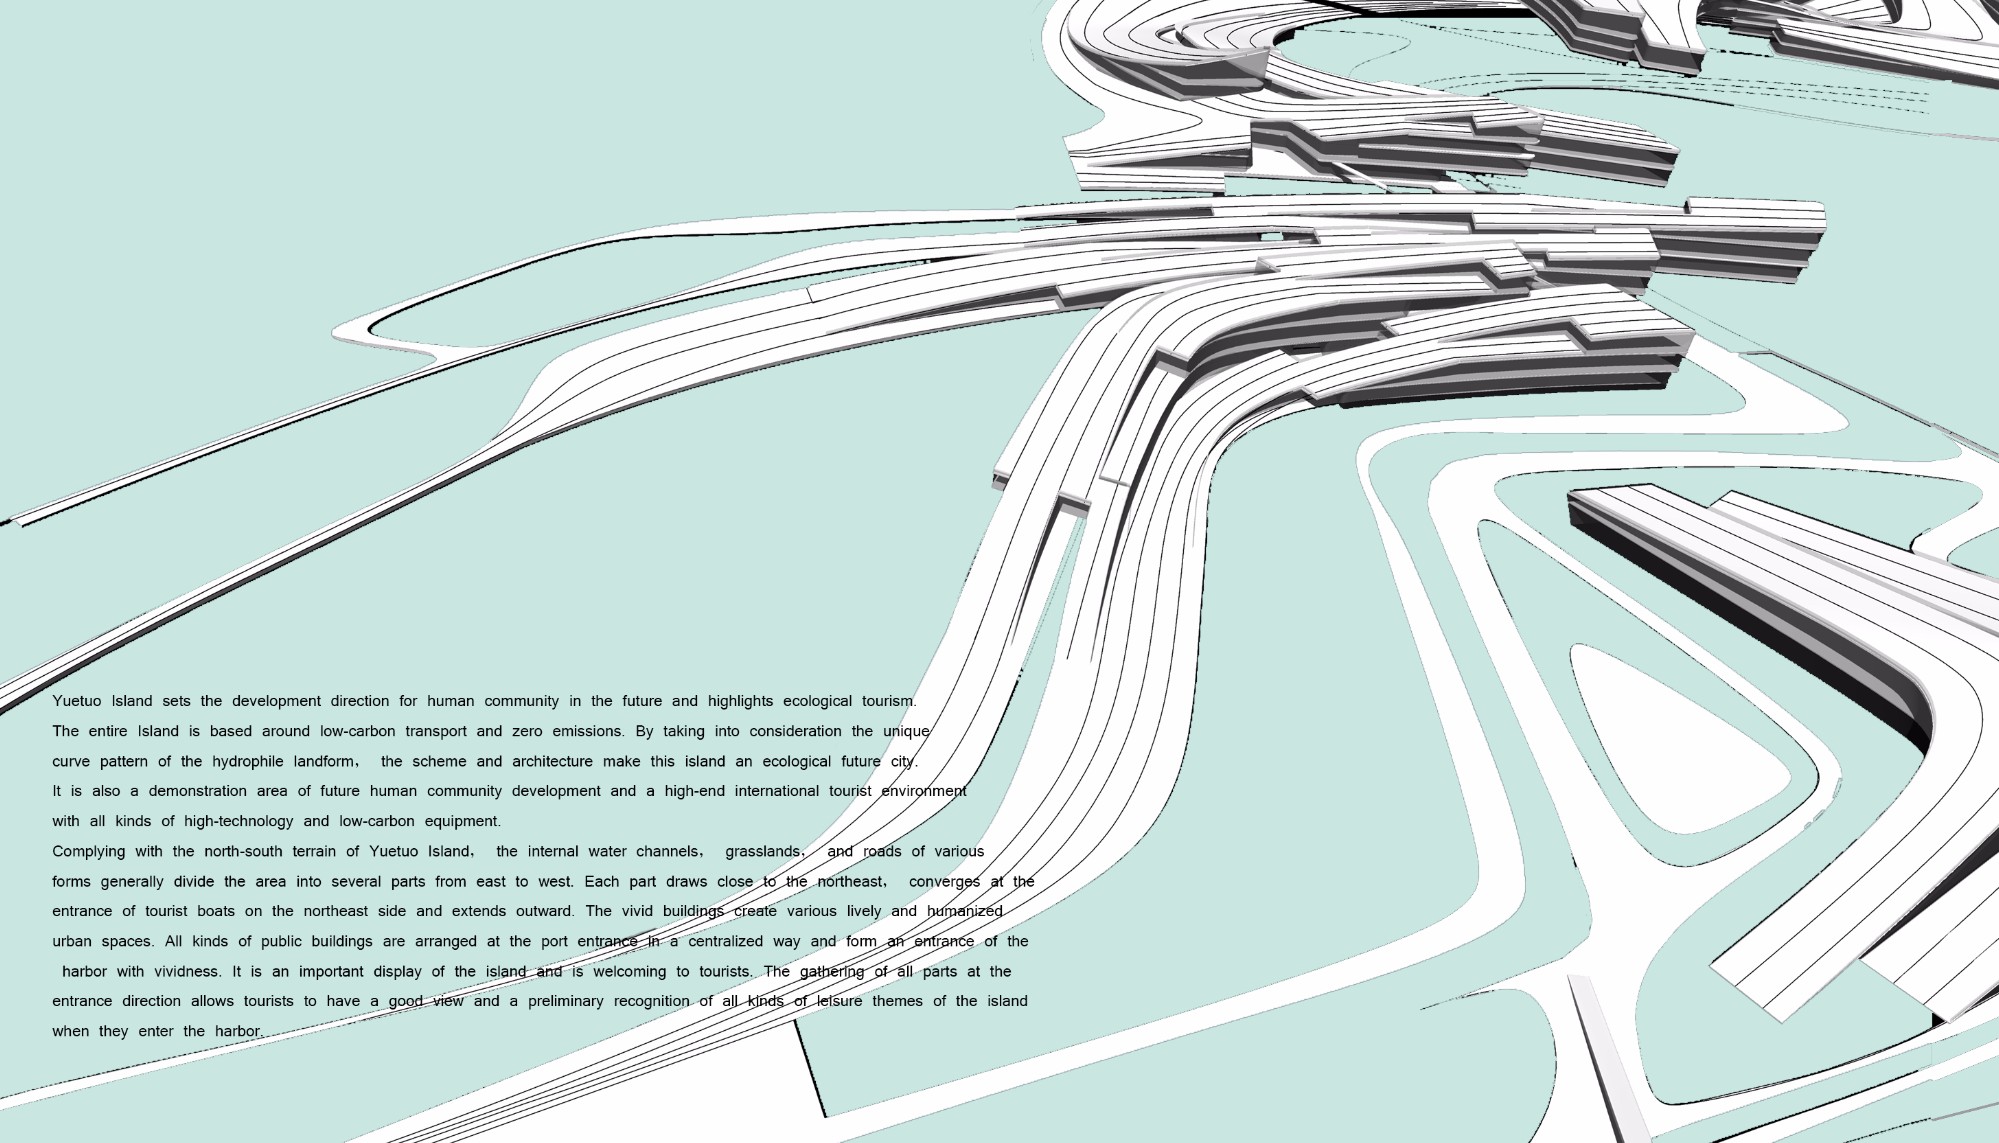 Yuetuo Island sets the development direction for human community in the future and highlights ecological tourism.
The entire Island is based around low-carbon transport and zero emissions. By taking into consideration the unique
curve pattern of the hydrophile landform, the scheme and architecture make this island an ecological future city.
It is also a demonstration area of future human community development and a high-end international tourist environment
with all kinds of high-technology and low-carbon equipment.
Complying with the north-south terrain of Yuetuo Island, the internal water channels, grasslands, and roads of various
forms generally divide the area into several parts from east to west. Each part draws close to the northeast, converges at the
entrance of tourist boats on the northeast side and extends outward. The vivid buildings create various lively and humanized
urban spaces. All kinds of public buildings are arranged at the port entrance in a centralized way and form an entrance of the
harbor with vividness. It is an important display of the island and is welcoming to tourists. The gathering of all parts at the
entrance direction allows tourists to have a good view and a preliminary recognition of all kinds of leisure themes of the island
when they enter the harbor.